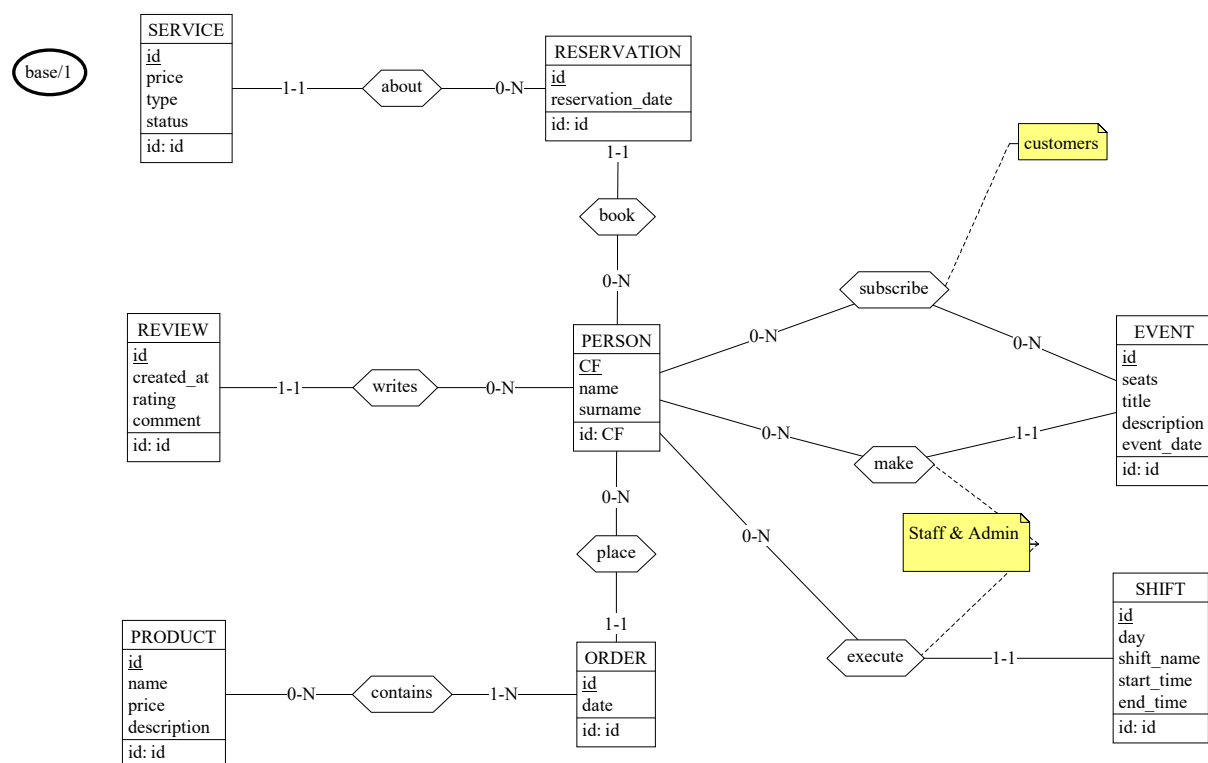 base/1
SERVICE
id
price
type
status
id: id
1-1
about
0-N
RESERVATION
id
reservation_date
id: id
1-1
book
0-N
customers
subscribe
0-N
0-N
REVIEW
id
created_at
rating
comment
id: id
1-1
writes
0-N
PERSON
CF
name
surname
id: CF
EVENT
id
seats
title
description
event_date
id: id
0-N
make
1-1
Staff & Admin
0-N
place
1-1
0-N
execute
1-1
SHIFT
id
day
shift_name
start_time
end_time
id: id
PRODUCT
id
name
price
description
id: id
0-N
contains
1-N
ORDER
id
date
id: id